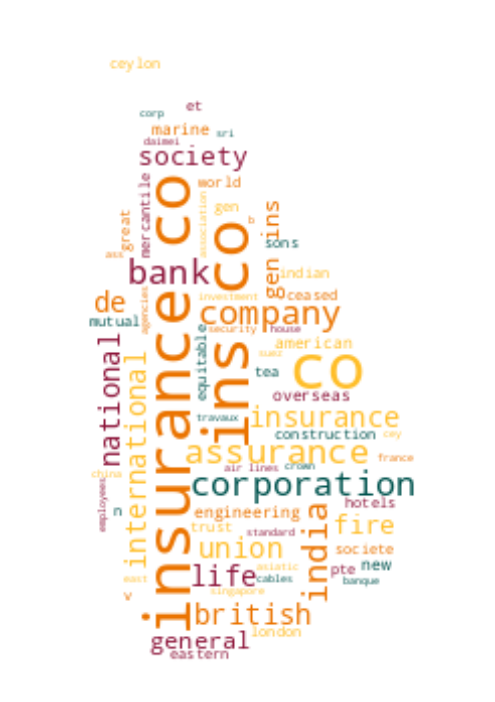 ceylon
et
corp
marine
sri
daimei
society
mercantile
insurance co
world
association
gen
b
ins co
gen ins
great
sons
ass
bank
indian
de
agencies
investment
ceased
company
mutual
security
house
equitable
american
national
international
suez
co
tea
overseas
travaux
insurance
construction
cey
assurance
france
air lines
crown
china
employees
corporation
hotels
n
engineering
india
trust
fire
standard
union
societe
life
pte
new
asiatic
east
cables
banque
singapore
v
british
london
general
eastern